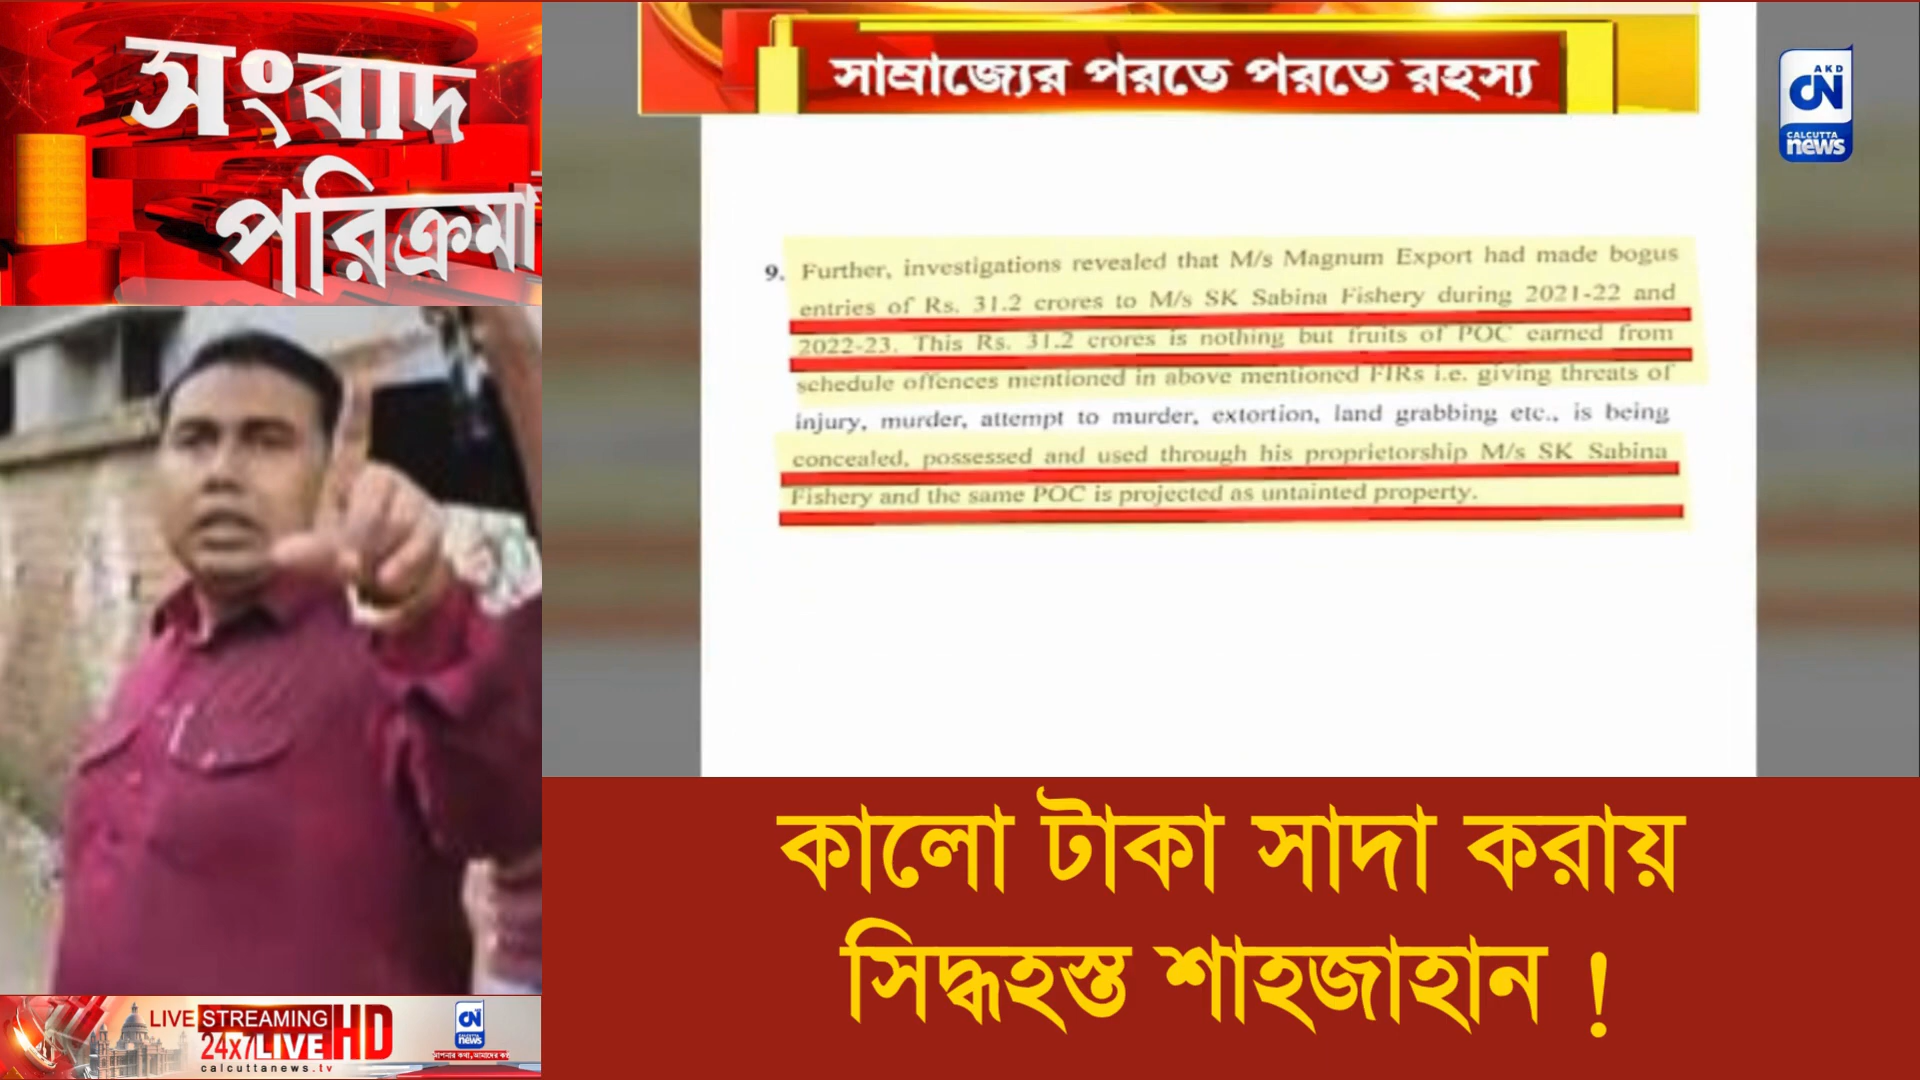 সংবাদ
পরিক্রমা
সাম্রাজ্যের পরতে পরতে রহস্য
AKD
CN
CALCUTTA
news
9. Further, investigations revealed that M/s Magnum Export had made bogus
entries of Rs. 31.2 crores to M/s SK Sabina Fishery during 2021-22 and
2022-23. This Rs. 31.2 crores is nothing but fruits of POC earned from
schedule offences mentioned in above mentioned FIRs i.e. giving threats of
injury, murder, attempt to murder, extortion, land grabbing etc., is being
concealed, possessed and used through his proprietorship M/s SK Sabina
Fishery and the same POC is projected as untainted property.
কালো টাকা সাদা করায়
সিদ্ধহস্ত শাহজাহান !
LIVE STREAMING
24x7 LIVE HD
calcuttanews.tv
CN
CALCUTTA
news